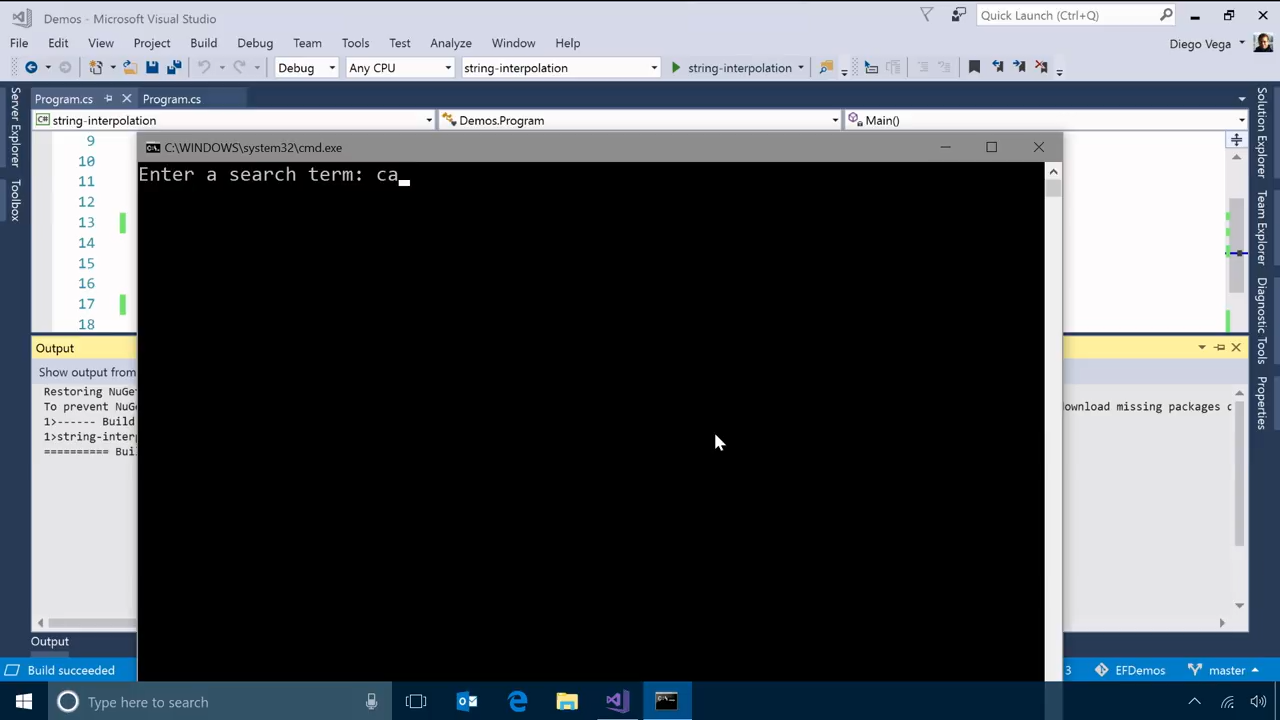 Demos - Microsoft Visual Studio
Quick Launch (Ctrl+Q)
File Edit View Project Build Debug Team Tools Test Analyze Window Help
Diego Vega
Debug Any CPU string-interpolation string-interpolation
Program.cs Program.cs
string-interpolation Demos.Program Main()
9
10
11
12
13
14
15
16
17
18
C:\WINDOWS\system32\cmd.exe
Enter a search term: ca
Server Explorer
Toolbox
Solution Explorer
Team Explorer
Diagnostic Tools
Properties
Output
Show output from
Restoring NuGe
To prevent NuGe
ownload missing packages
1>------ Build
1>string-inter
========== Bui
Output
Build succeeded
3 EFDemos master
Type here to search